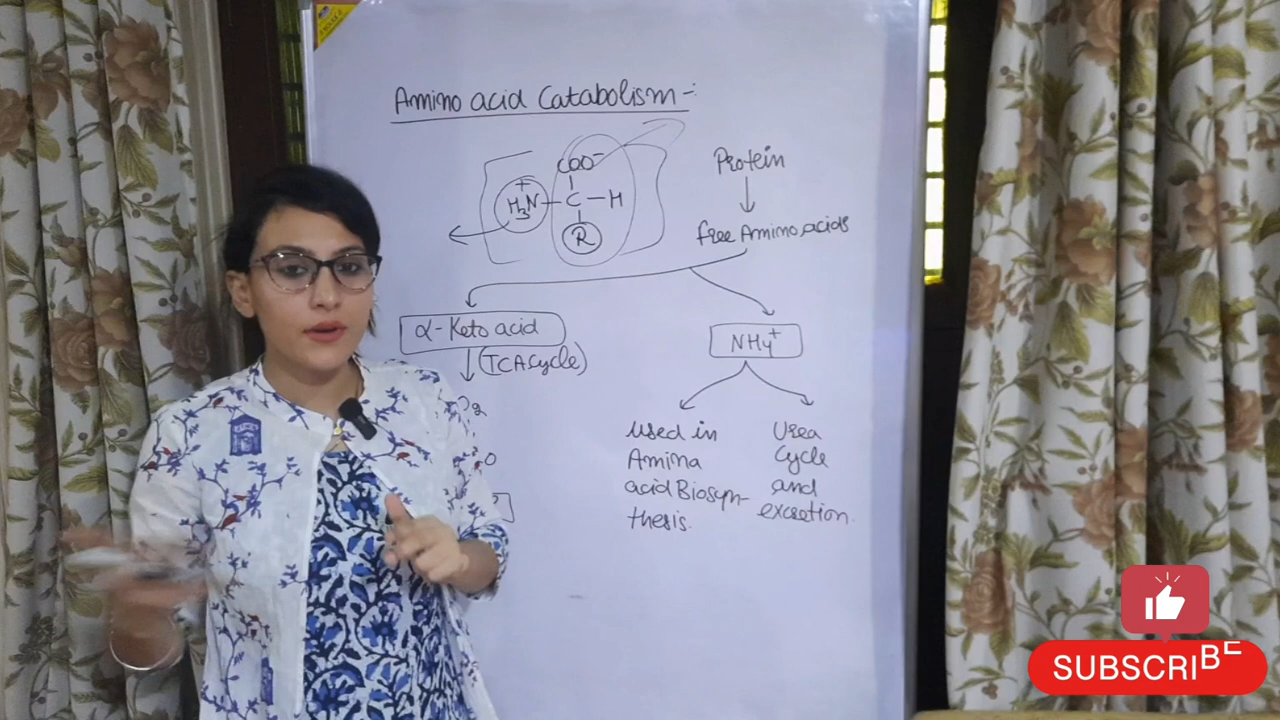 Amino acid Catabolism -:
COO⁻
H₃N⁺ – C – H
R
Protein
free Amino acids
α-Keto acid
(TCA Cycle)
NH₄⁺
used in
Amina
acid Biosyn-
thesis.
Urea
Cycle
and
excretion.
SUBSCRIBE